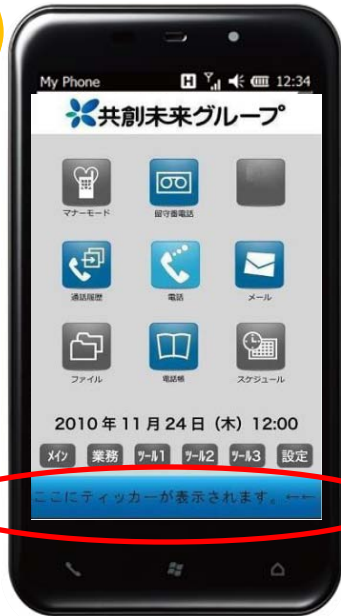 My Phone H 12:34
共創未来グループ
マナーモード 留守番電話
通話履歴 電話 メール
ファイル 電話帳 スケジュール
2010年11月24日(木) 12:00
ﾒｲﾝ 業務 ﾂｰﾙ1 ﾂｰﾙ2 ﾂｰﾙ3 設定
ここにティッカーが表示されます。←←